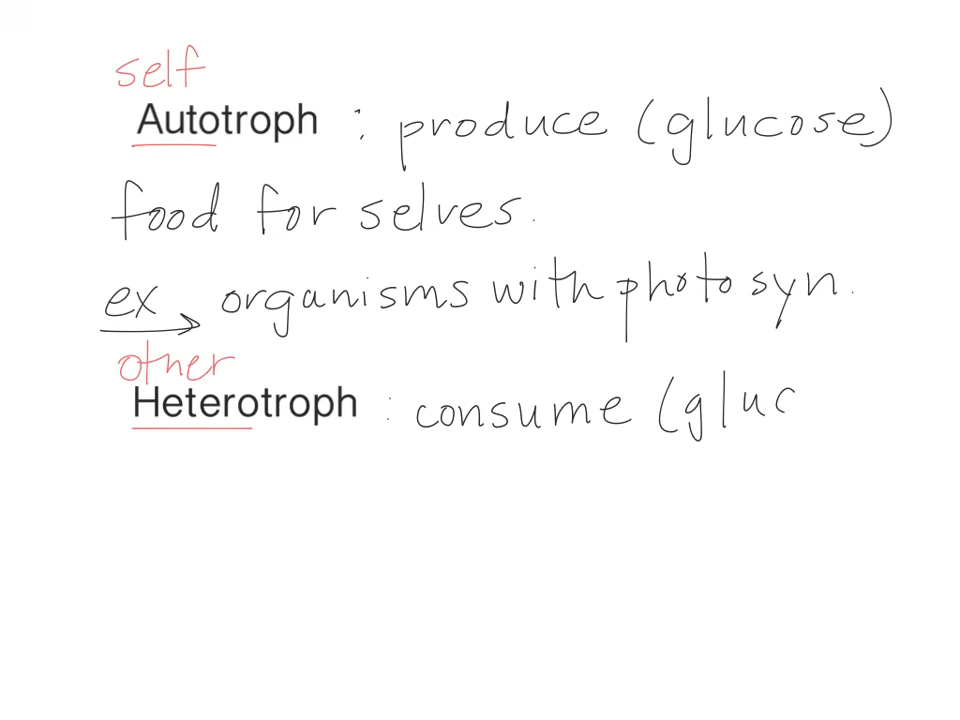 self
Autotroph : produce (glucose)
food for selves.
ex organisms with photosyn.
other
Heterotroph : consume (gluc